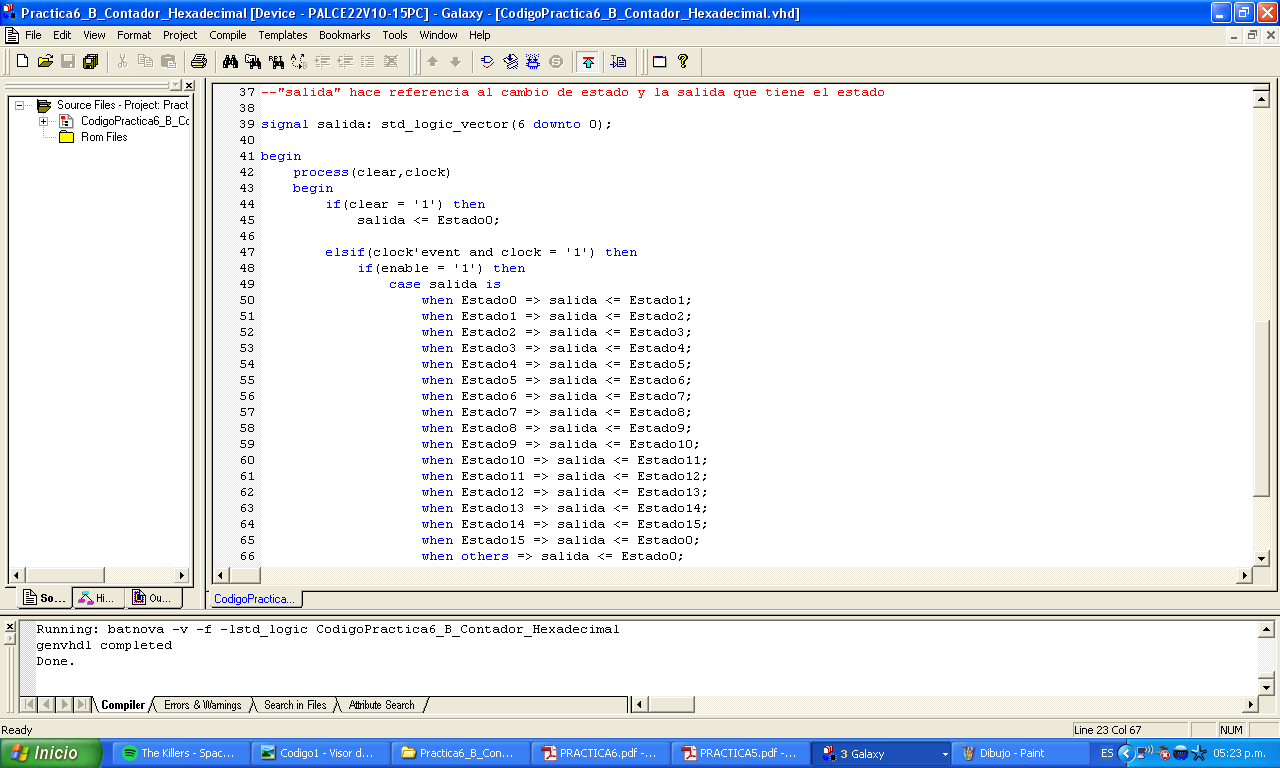 Practica6_B_Contador_Hexadecimal [Device - PALCE22V10-15PC] - Galaxy - [CodigoPractica6_B_Contador_Hexadecimal.vhd]
File Edit View Format Project Compile Templates Bookmarks Tools Window Help
Source Files - Project: Pract
CodigoPractica6_B_Co
Rom Files
37 --"salida" hace referencia al cambio de estado y la salida que tiene el estado
38
39 signal salida: std_logic_vector(6 downto 0);
40
41 begin
42 process(clear,clock)
43 begin
44 if(clear = '1') then
45 salida <= Estado0;
46
47 elsif(clock'event and clock = '1') then
48 if(enable = '1') then
49 case salida is
50 when Estado0 => salida <= Estado1;
51 when Estado1 => salida <= Estado2;
52 when Estado2 => salida <= Estado3;
53 when Estado3 => salida <= Estado4;
54 when Estado4 => salida <= Estado5;
55 when Estado5 => salida <= Estado6;
56 when Estado6 => salida <= Estado7;
57 when Estado7 => salida <= Estado8;
58 when Estado8 => salida <= Estado9;
59 when Estado9 => salida <= Estado10;
60 when Estado10 => salida <= Estado11;
61 when Estado11 => salida <= Estado12;
62 when Estado12 => salida <= Estado13;
63 when Estado13 => salida <= Estado14;
64 when Estado14 => salida <= Estado15;
65 when Estado15 => salida <= Estado0;
66 when others => salida <= Estado0;
So... Hi... Ou...
CodigoPractica...
Running: batnova -v -f -lstd_logic CodigoPractica6_B_Contador_Hexadecimal
genvhdl completed
Done.
Compiler Errors & Warnings Search in Files Attribute Search
Ready Line 23 Col 67 NUM
Inicio The Killers - Spac... Codigo1 - Visor d... Practica6_B_Con... PRACTICA6.pdf -... PRACTICA5.pdf -... 3 Galaxy Dibujo - Paint ES 05:23 p.m.